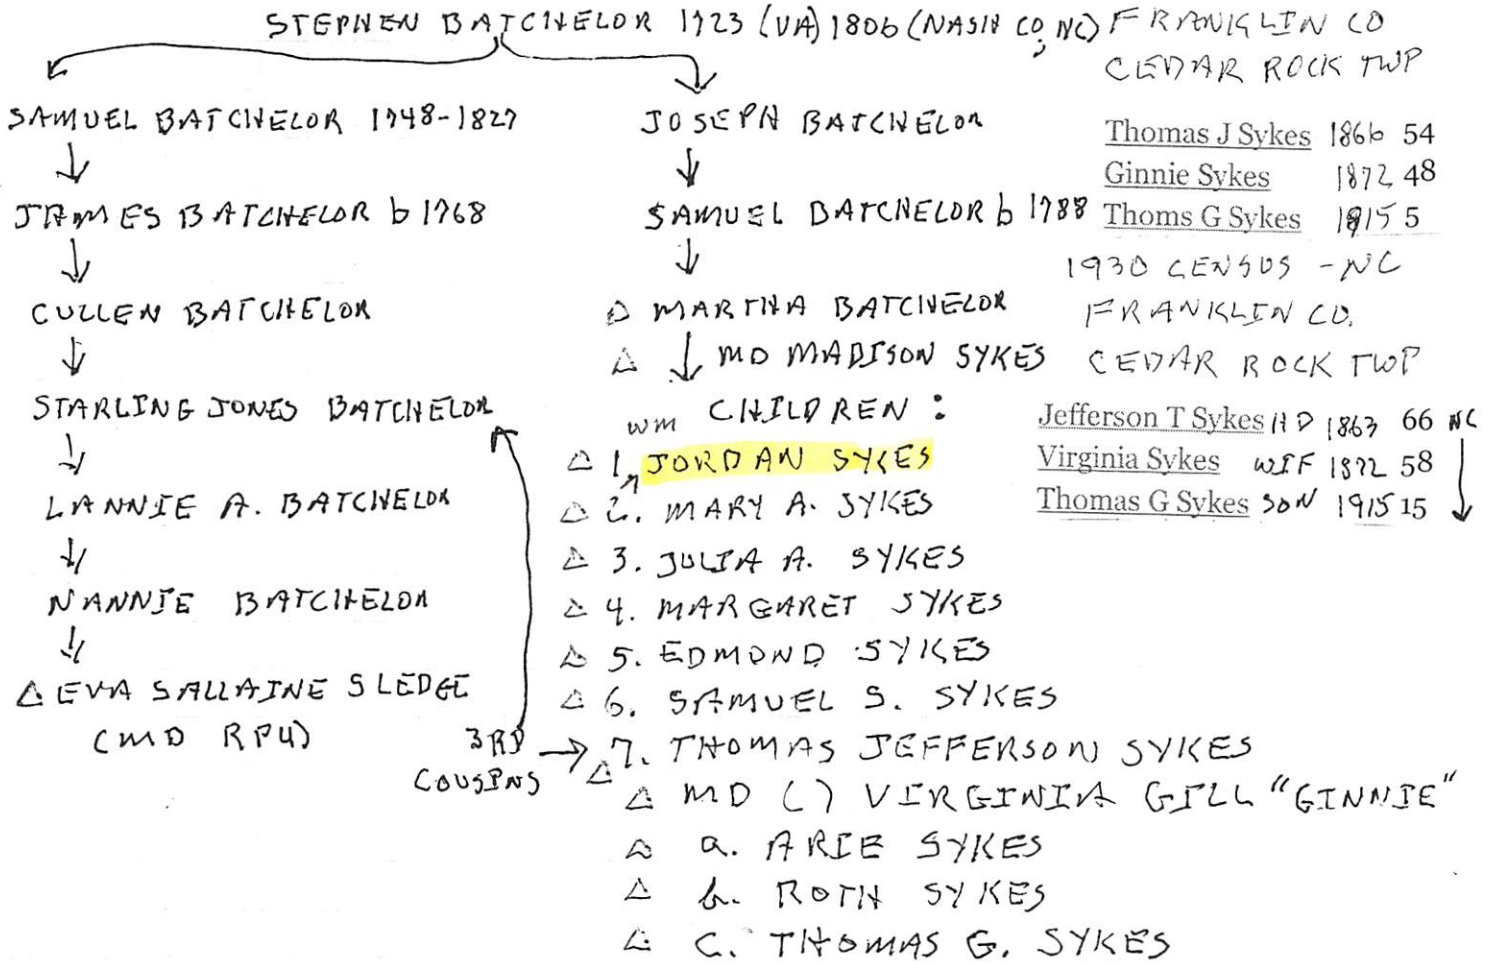 STEPHEN BATCHELOR 1723 (VA) 1806 (NASH CO, NC)
FRANKLIN CO
CEDAR ROCK TWP
SAMUEL BATCHELOR 1748-1827
JAMES BATCHELOR b 1768
CULLEN BATCHELOR
STARLING JONES BATCHELOR
LANNIE A. BATCHELOR
NANNIE BATCHELOR
EVA SALLAINE SLEDGE
(MD RPU)
3RD
COUSINS
JOSEPH BATCHELOR
SAMUEL BATCHELOR b 1788
MARTHA BATCHELOR
MD MADISON SYKES
CHILDREN:
wm
1. JORDAN SYKES
2. MARY A. SYKES
3. JULIA A. SYKES
4. MARGARET SYKES
5. EDMOND SYKES
6. SAMUEL S. SYKES
7. THOMAS JEFFERSON SYKES
MD ( ) VIRGINIA GILL "GINNIE"
a. ARIE SYKES
b. ROTH SYKES
C. THOMAS G. SYKES
Thomas J Sykes 1866 54
Ginnie Sykes 1872 48
Thoms G Sykes 1915 5
1930 CENSUS - NC
FRANKLIN CO.
CEDAR ROCK TWP
Jefferson T Sykes HD 1863 66 NC
Virginia Sykes WIF 1872 58
Thomas G Sykes SON 1915 15